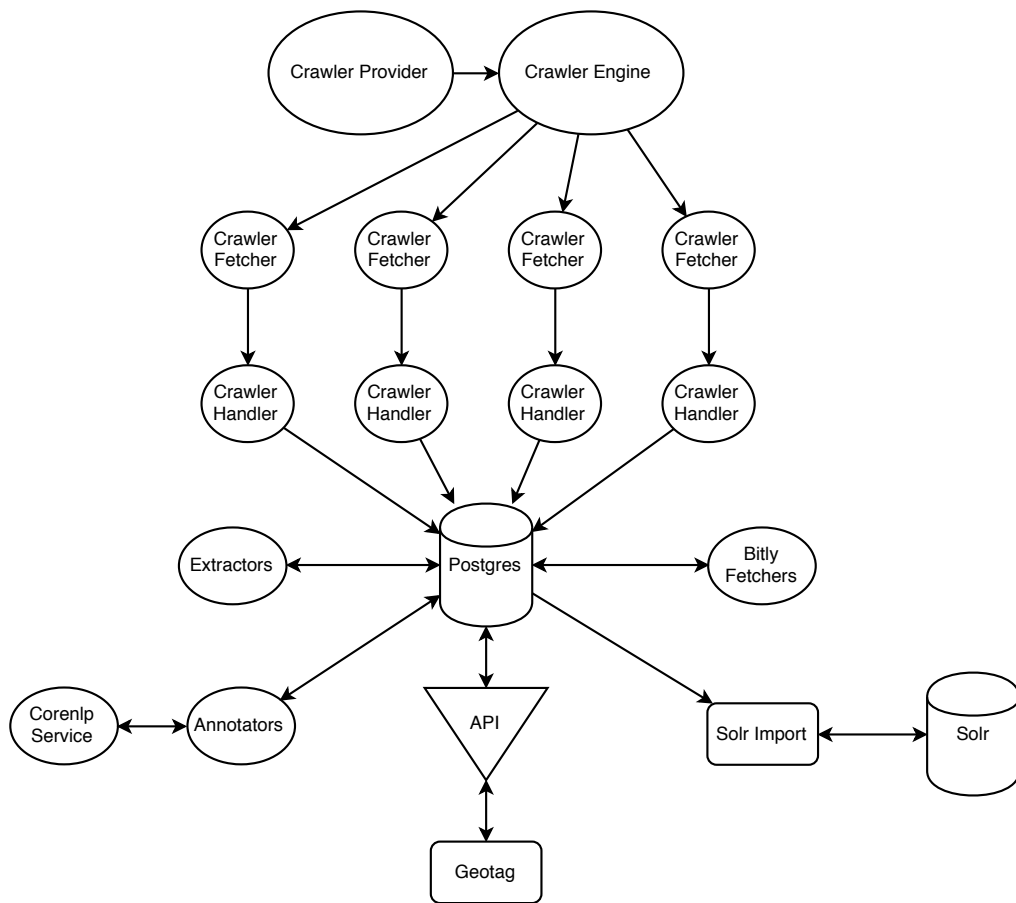 Crawler Provider
Crawler Engine
Crawler
Fetcher
Crawler
Fetcher
Crawler
Fetcher
Crawler
Fetcher
Crawler
Handler
Crawler
Handler
Crawler
Handler
Crawler
Handler
Extractors
Postgres
Bitly
Fetchers
Corenlp
Service
Annotators
API
Solr Import
Solr
Geotag